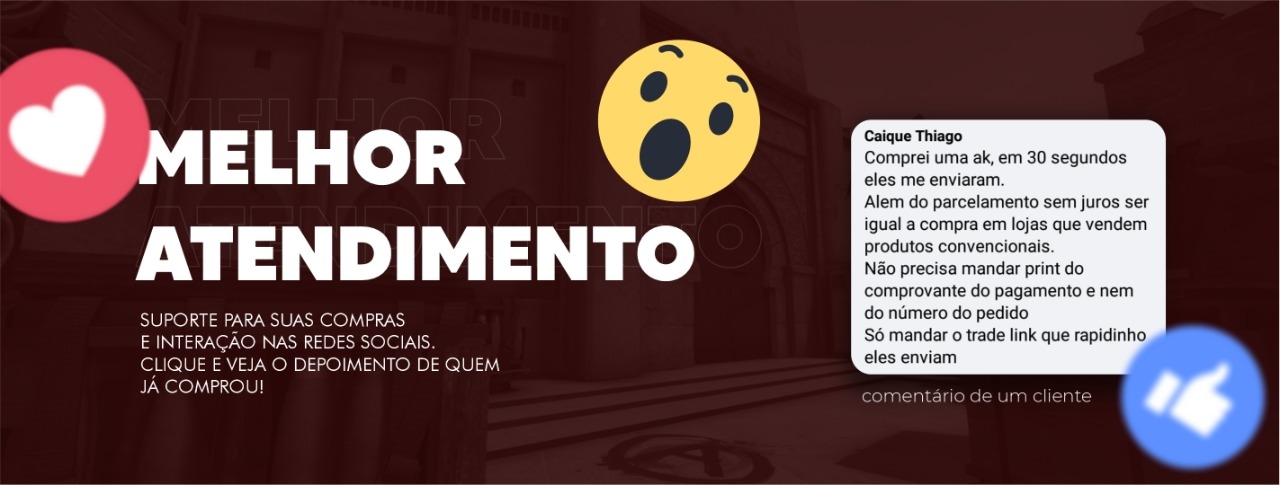 MELHOR
ATENDIMENTO
SUPORTE PARA SUAS COMPRAS
E INTERAÇÃO NAS REDES SOCIAIS.
CLIQUE E VEJA O DEPOIMENTO DE QUEM
JÁ COMPROU!
Caique Thiago
Comprei uma ak, em 30 segundos
eles me enviaram.
Alem do parcelamento sem juros ser
igual a compra em lojas que vendem
produtos convencionais.
Não precisa mandar print do
comprovante do pagamento e nem
do número do pedido
Só mandar o trade link que rapidinho
eles enviam
comentário de um cliente